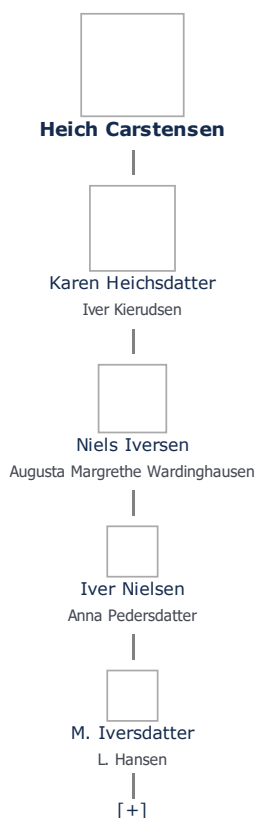 Heich Carstensen
Karen Heichsdatter
Iver Kierudsen
Niels Iversen
Augusta Margrethe Wardinghausen
Iver Nielsen
Anna Pedersdatter
M. Iversdatter
L. Hansen
[+]